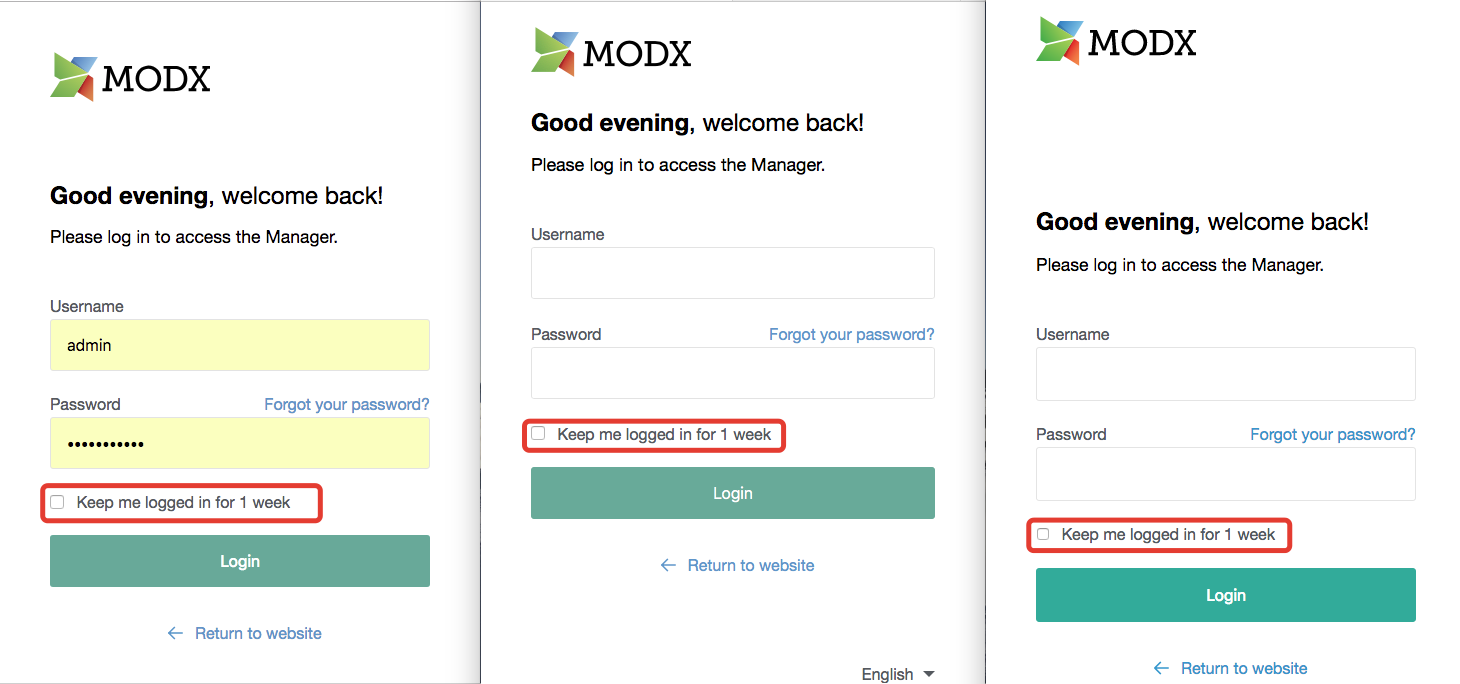 MODX
Good evening, welcome back!
Please log in to access the Manager.
Username
admin
Password Forgot your password?
•••••••••••
Keep me logged in for 1 week
Login
← Return to website
MODX
Good evening, welcome back!
Please log in to access the Manager.
Username
Password Forgot your password?
Keep me logged in for 1 week
Login
← Return to website
English
MODX
Good evening, welcome back!
Please log in to access the Manager.
Username
Password Forgot your password?
Keep me logged in for 1 week
Login
← Return to website